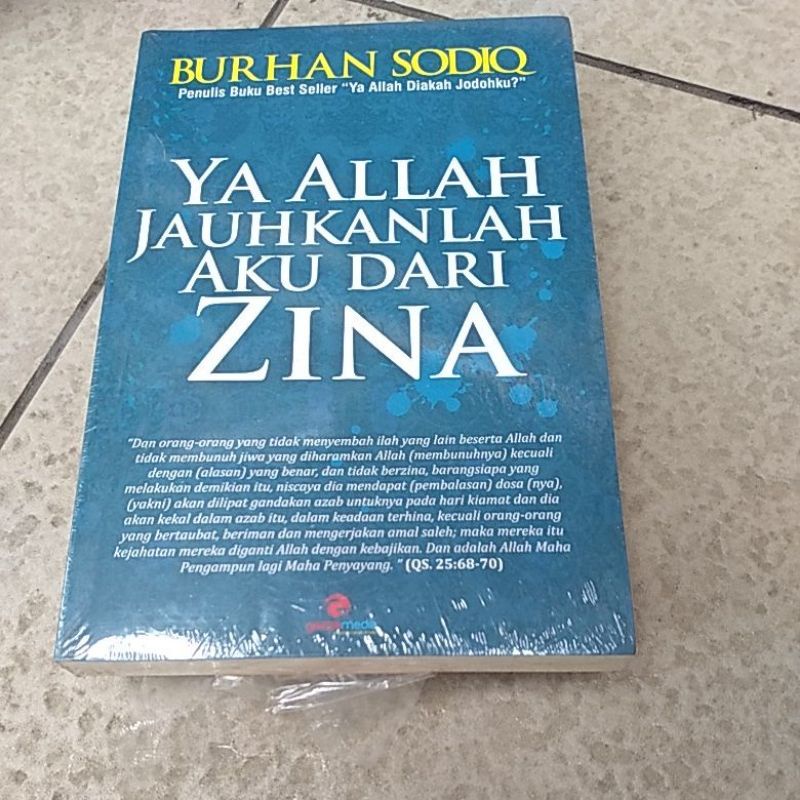 BURHAN SODIQ
Penulis Buku Best Seller "Ya Allah Diakah Jodohku?"
YA ALLAH
JAUHKANLAH
AKU DARI
ZINA
"Dan orang-orang yang tidak menyembah ilah yang lain beserta Allah dan
tidak membunuh jiwa yang diharamkan Allah (membunuhnya) kecuali
dengan (alasan) yang benar, dan tidak berzina, barangsiapa yang
melakukan demikian itu, niscaya dia mendapat (pembalasan) dosa (nya),
(yakni) akan dilipat gandakan azab untuknya pada hari kiamat dan dia
akan kekal dalam azab itu, dalam keadaan terhina, kecuali orang-orang
yang bertaubat, beriman dan mengerjakan amal saleh; maka mereka itu
kejahatan mereka diganti Allah dengan kebajikan. Dan adalah Allah Maha
Pengampun lagi Maha Penyayang. " (QS. 25:68-70)